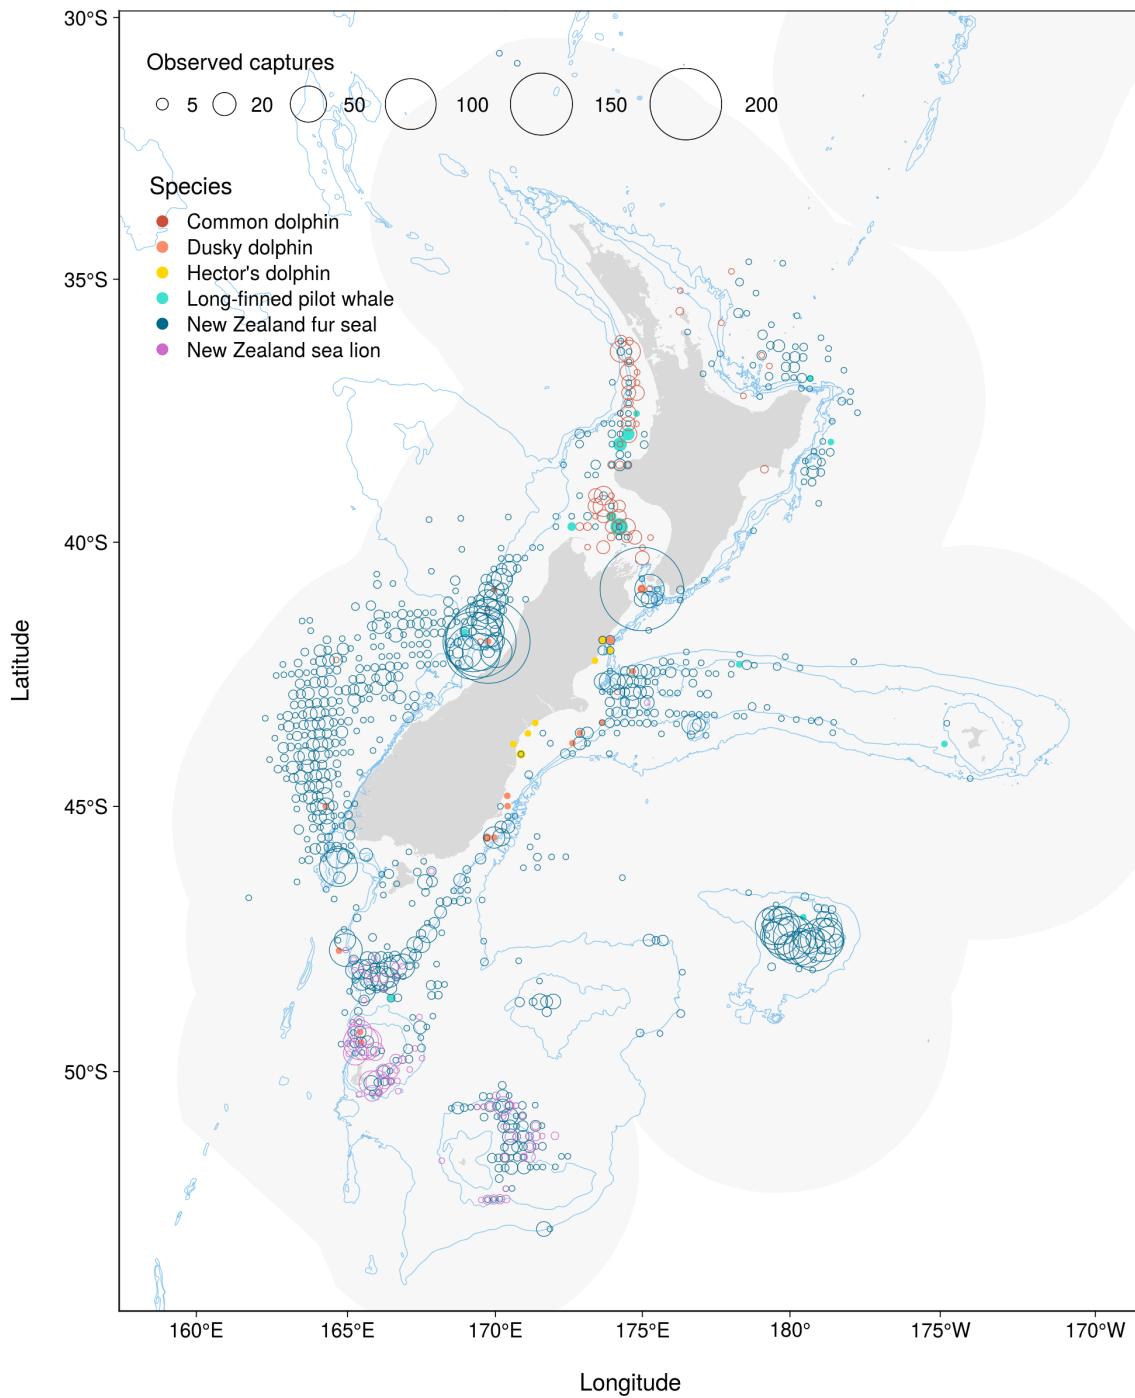 30°S
Observed captures
5 20 50 100 150 200
Species
Common dolphin
Dusky dolphin
Hector's dolphin
Long-finned pilot whale
New Zealand fur seal
New Zealand sea lion
35°S
40°S
45°S
50°S
Latitude
160°E 165°E 170°E 175°E 180° 175°W 170°W
Longitude